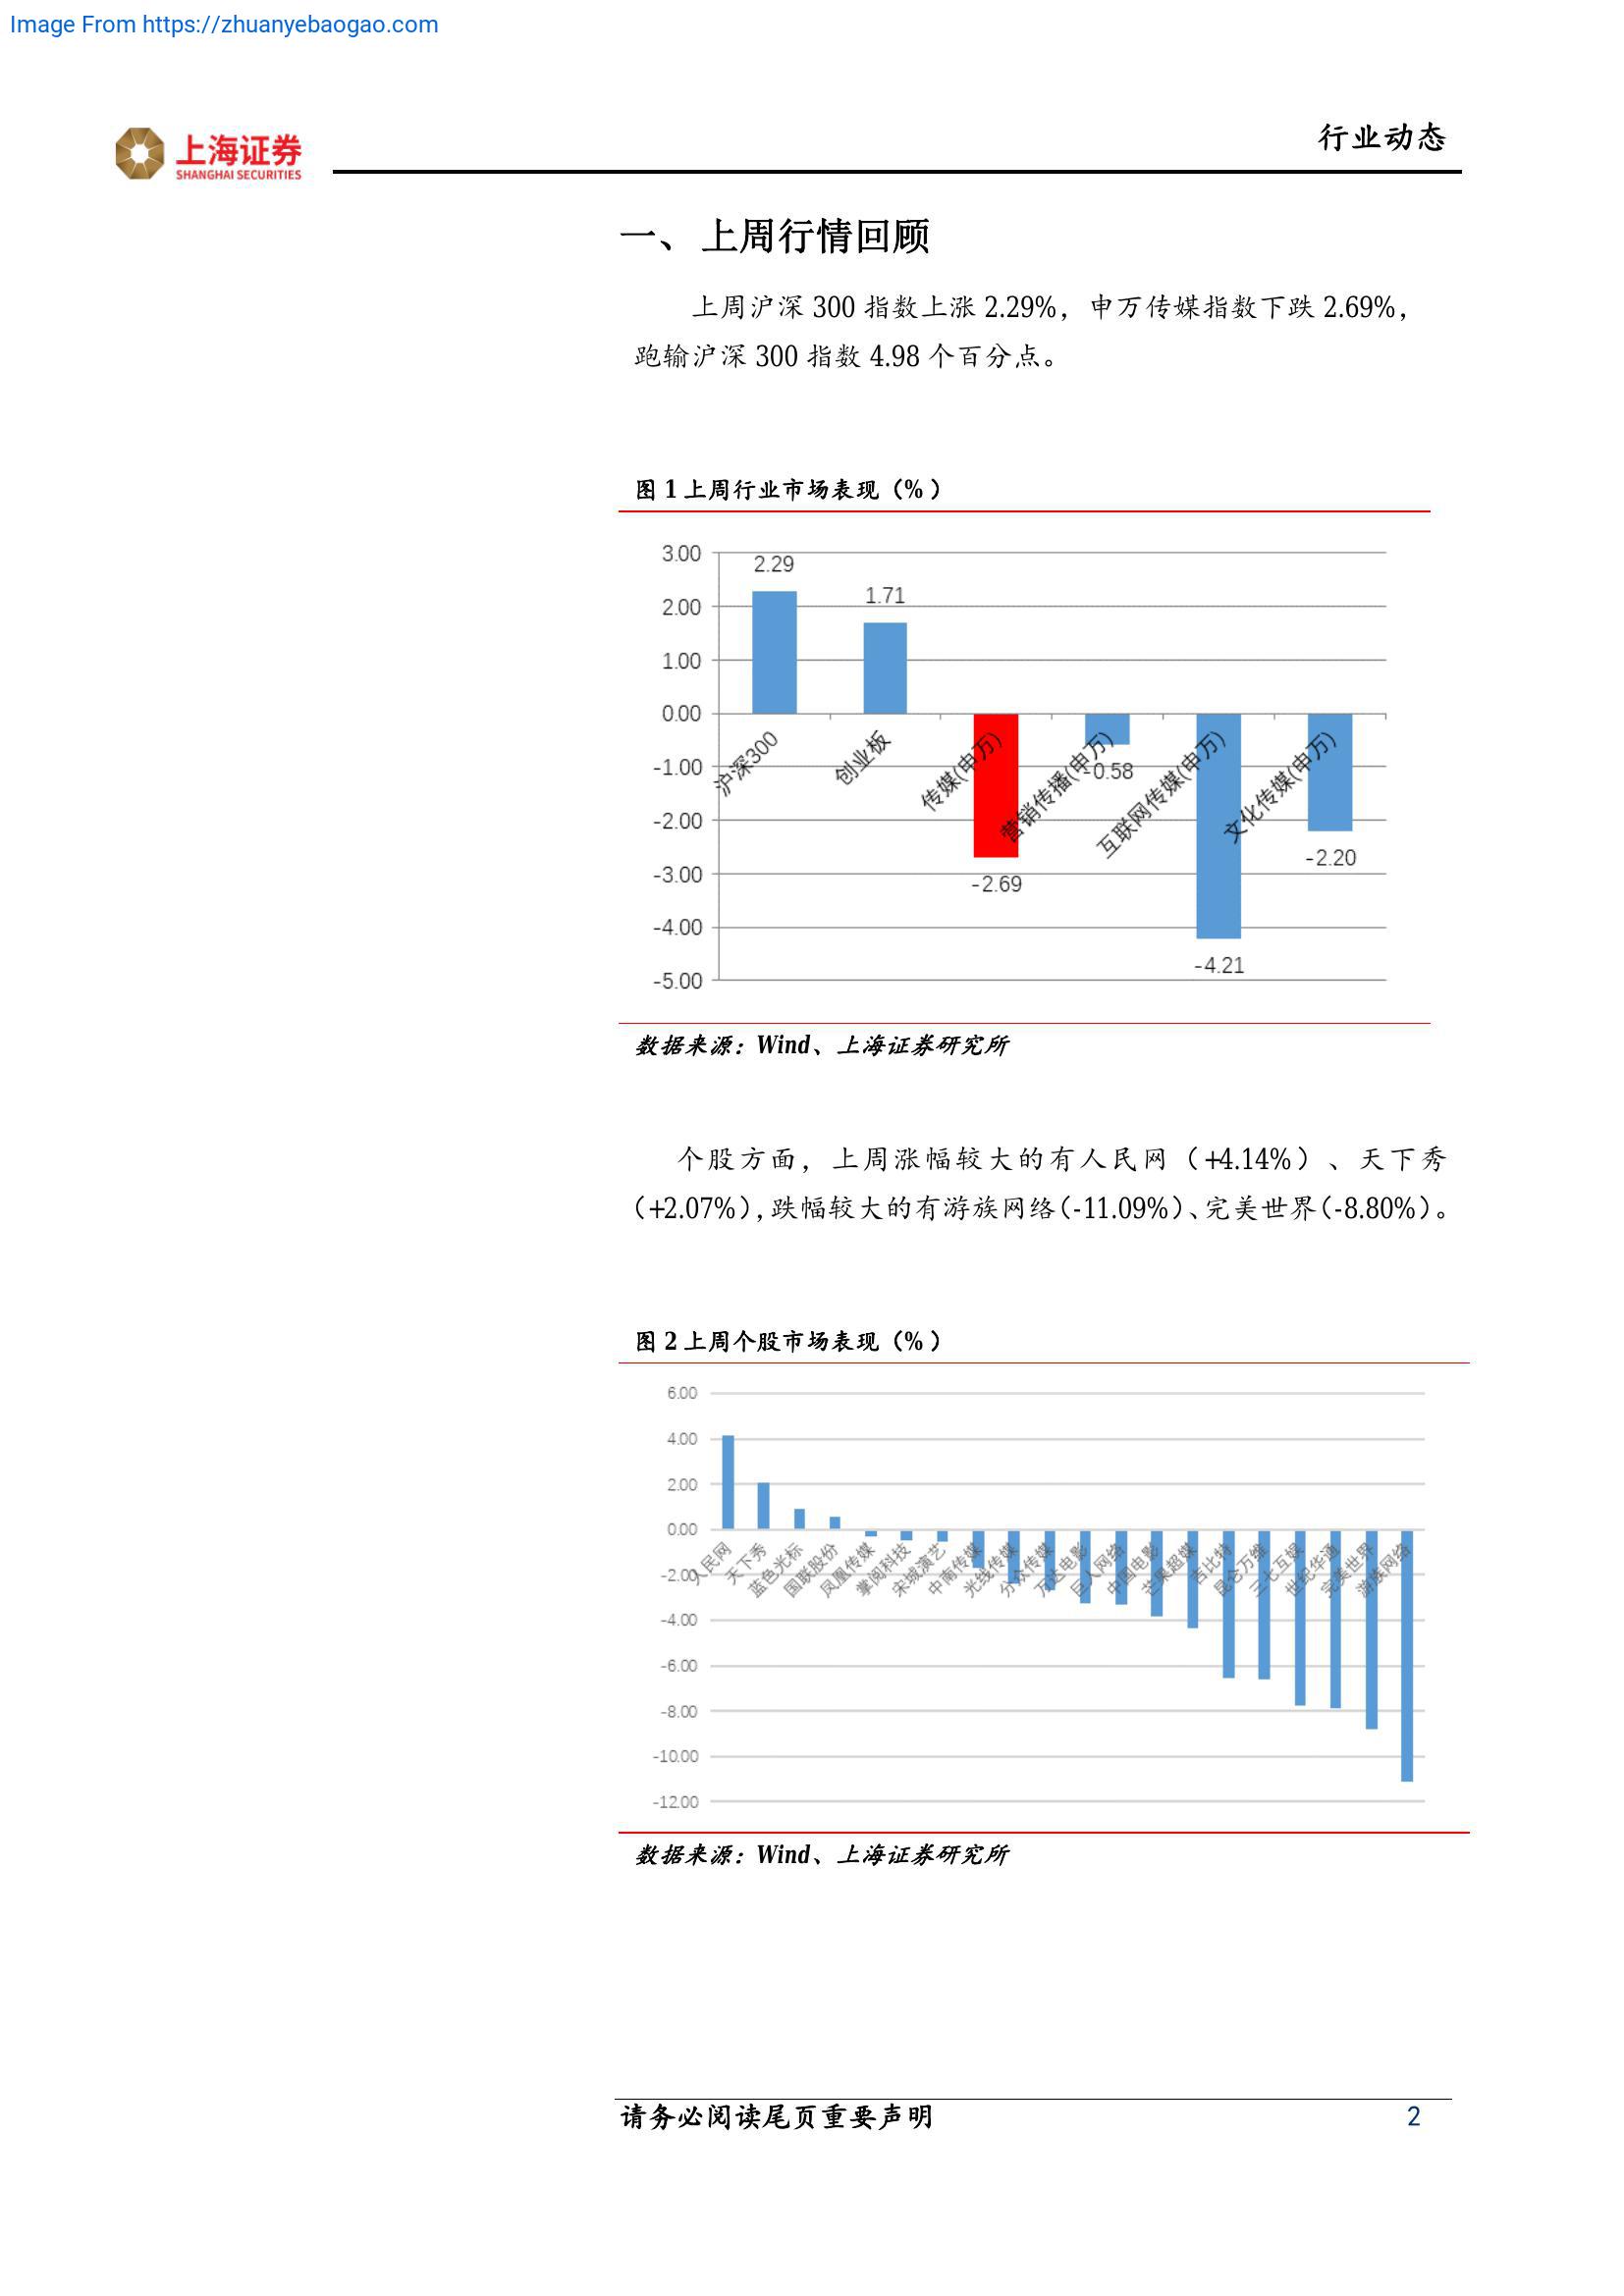 Image From https://zhuanyebaogao.com
上海证券
SHANGHAI SECURITIES
行业动态
一、 上周行情回顾
上周沪深 300 指数上涨 2.29%，申万传媒指数下跌 2.69%，
跑输沪深 300 指数 4.98 个百分点。
图 1 上周行业市场表现（%）
3.00
2.00
1.00
0.00
-1.00
-2.00
-3.00
-4.00
-5.00
2.29
1.71
-2.69
-0.58
-4.21
-2.20
沪深300
创业板
传媒(申万)
营销传播(申万)
互联网传媒(申万)
文化传媒(申万)
数据来源：Wind、上海证券研究所
个股方面，上周涨幅较大的有人民网（+4.14%）、天下秀
（+2.07%），跌幅较大的有游族网络（-11.09%）、完美世界（-8.80%）。
图 2 上周个股市场表现（%）
6.00
4.00
2.00
0.00
-2.00
-4.00
-6.00
-8.00
-10.00
-12.00
人民网
天下秀
蓝色光标
国联股份
凤凰传媒
掌阅科技
宋城演艺
中南传媒
光线传媒
分众传媒
万达电影
巨人网络
中国电影
芒果超媒
吉比特
昆仑万维
三七互娱
世纪华通
完美世界
游族网络
数据来源：Wind、上海证券研究所
请务必阅读尾页重要声明
2